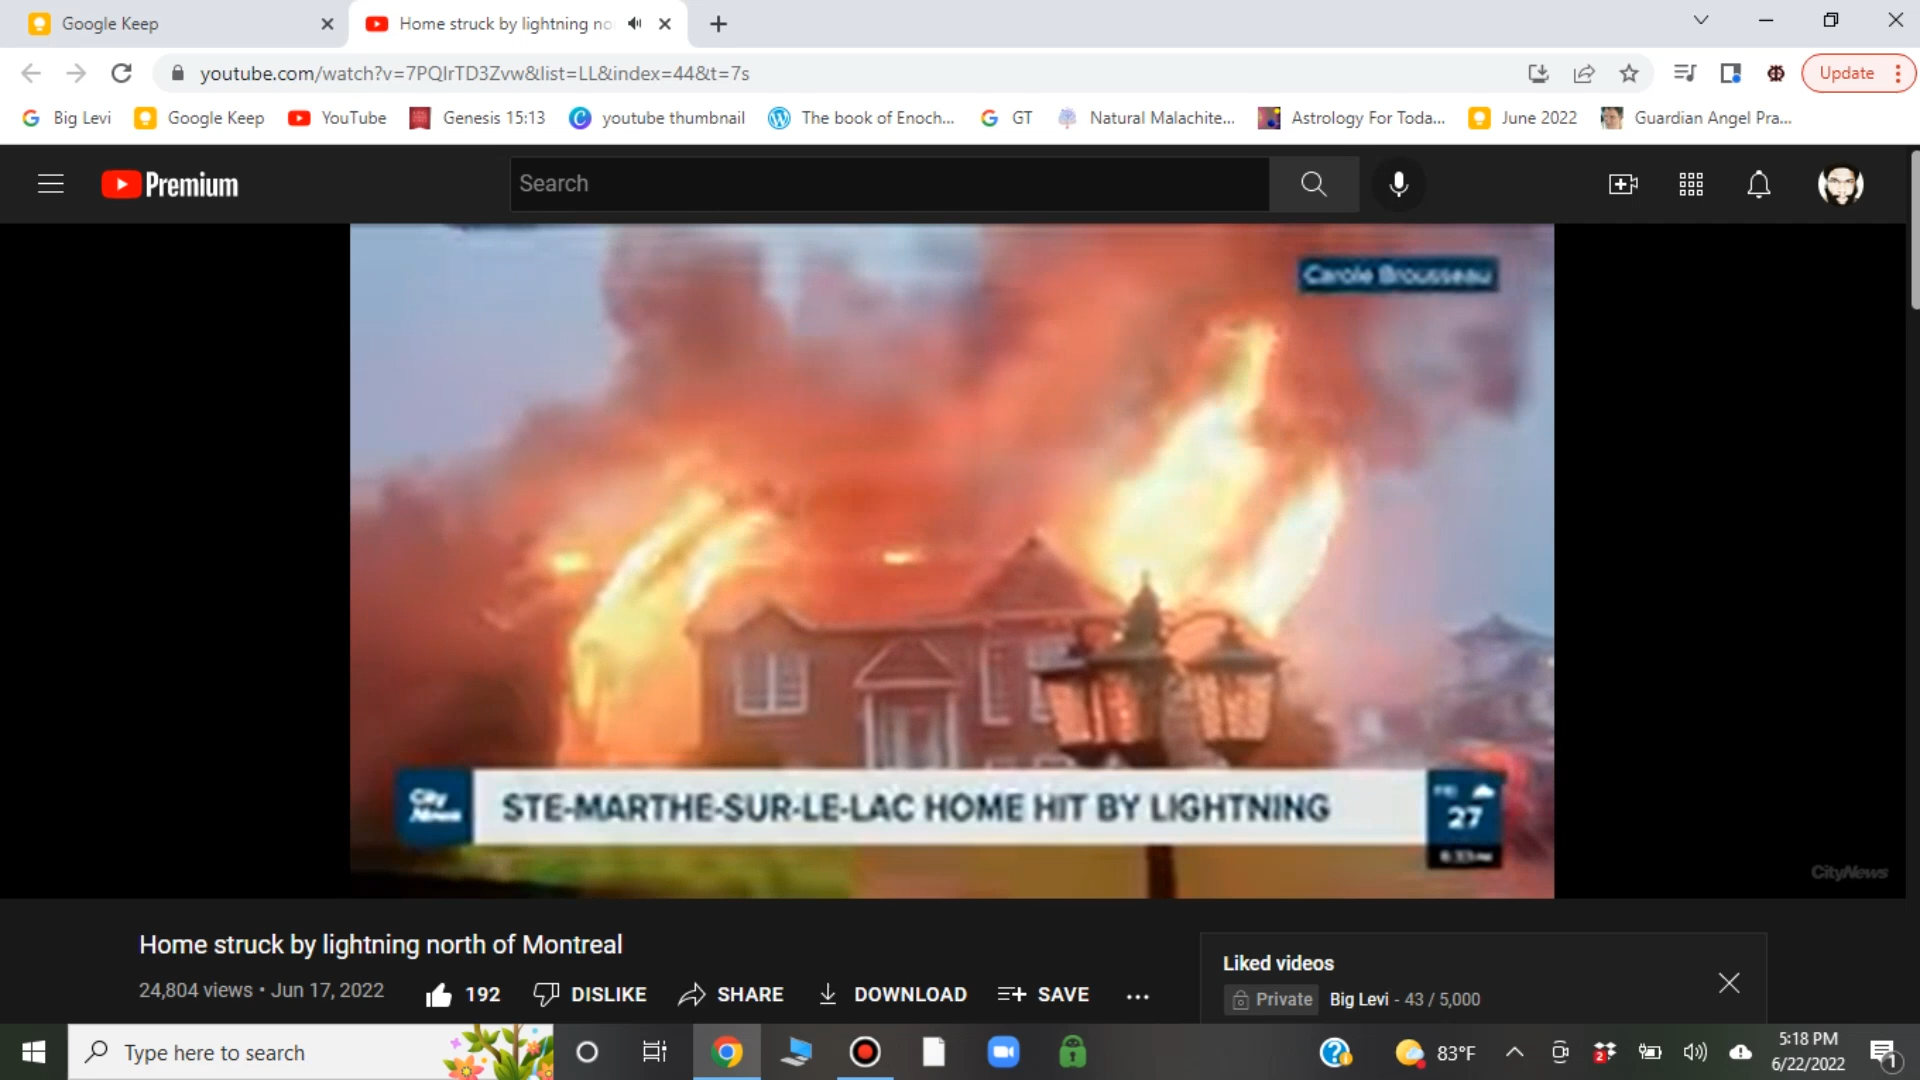 Google Keep
Home struck by lightning no
youtube.com/watch?v=7PQIrTD3Zvw&list=LL&index=44&t=7s
Update
Big Levi
Google Keep
YouTube
Genesis 15:13
youtube thumbnail
The book of Enoch...
GT
Natural Malachite...
Astrology For Toda...
June 2022
Guardian Angel Pra...
Premium
Search
Carole Brousseau
City News
STE-MARTHE-SUR-LE-LAC HOME HIT BY LIGHTNING
27
CityNews
Home struck by lightning north of Montreal
24,804 views • Jun 17, 2022
192
DISLIKE
SHARE
DOWNLOAD
SAVE
Liked videos
Private
Big Levi - 43 / 5,000
Type here to search
83°F
2
5:18 PM
6/22/2022
1